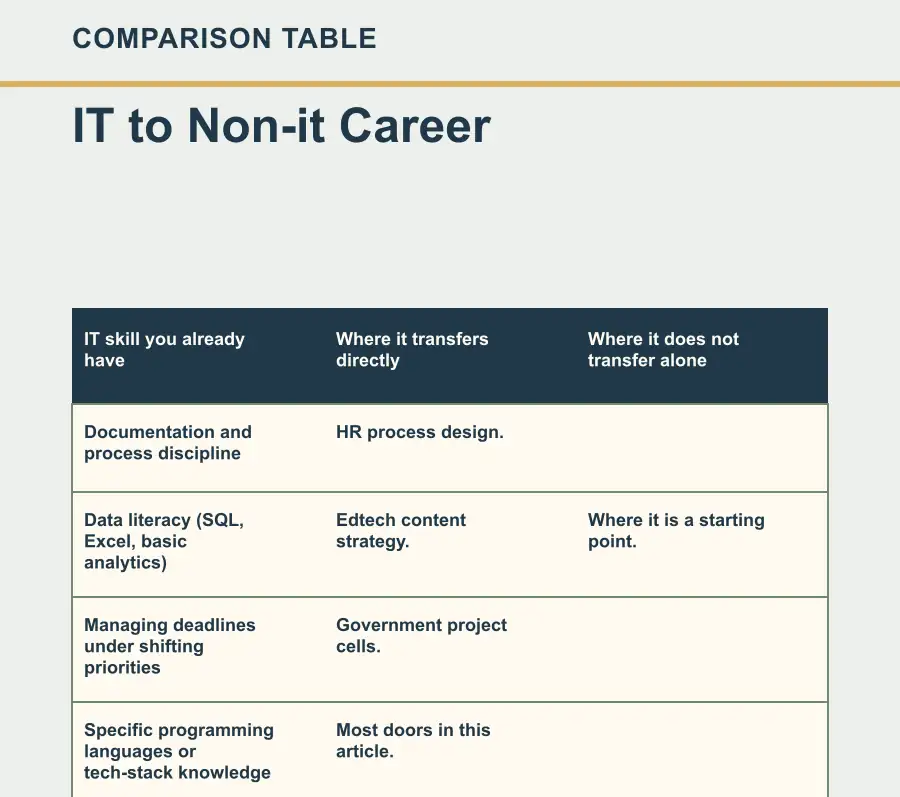 COMPARISON TABLE
IT to Non-it Career
IT skill you already
have
Where it transfers
directly
Where it does not
transfer alone
Documentation and
process discipline
HR process design.
Data literacy (SQL,
Excel, basic
analytics)
Edtech content
strategy.
Where it is a starting
point.
Managing deadlines
under shifting
priorities
Government project
cells.
Specific programming
languages or
tech-stack knowledge
Most doors in this
article.